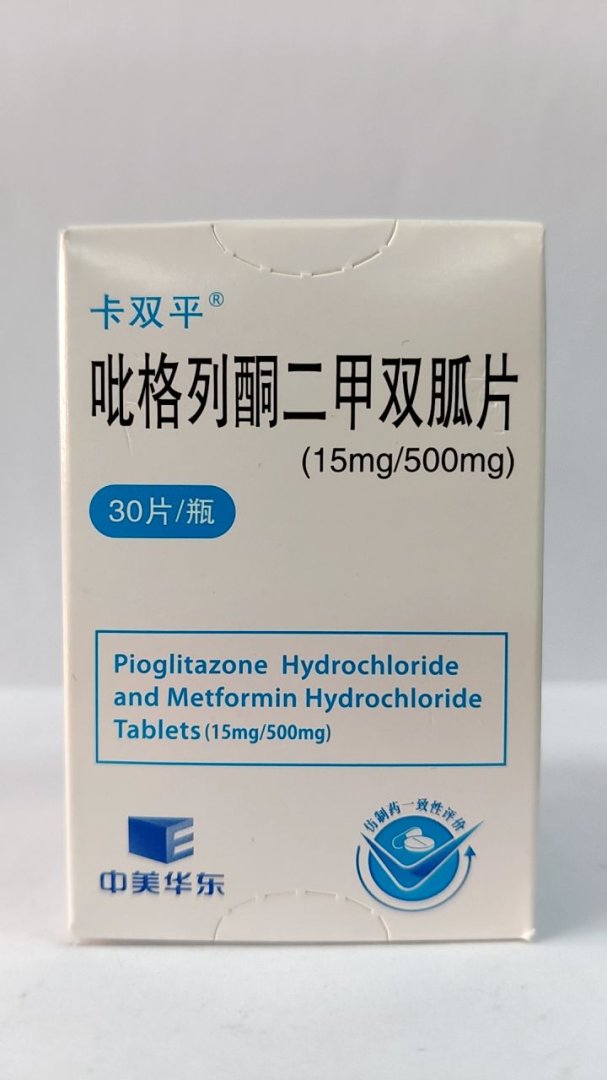 卡双平®
吡格列酮二甲双胍片
(15mg/500mg)
30片/瓶
Pioglitazone Hydrochloride
and Metformin Hydrochloride
Tablets (15mg/500mg)
仿制药一致性评价
中美华东